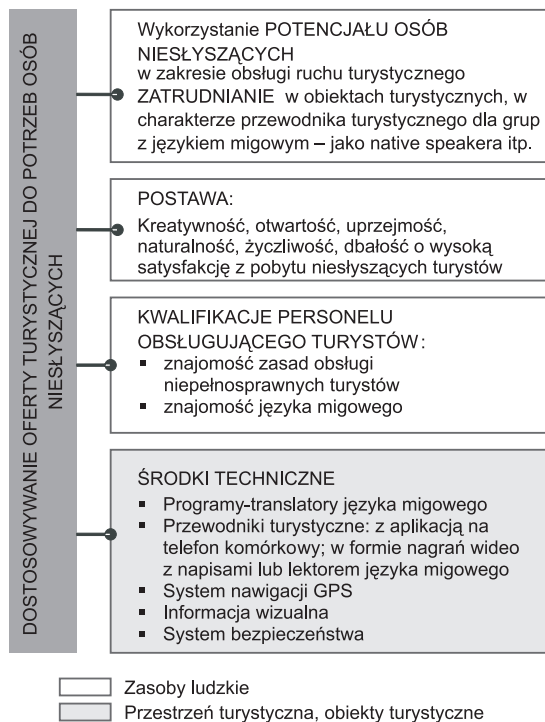 DOSTOSOWYWANIE OFERTY TURYSTYCZNEJ DO POTRZEB OSÓB
NIESŁYSZĄCYCH
Wykorzystanie POTENCJAŁU OSÓB
NIESŁYSZĄCYCH
w zakresie obsługi ruchu turystycznego
ZATRUDNIANIE w obiektach turystycznych, w
charakterze przewodnika turystycznego dla grup
z językiem migowym – jako native speakera itp.
POSTAWA:
Kreatywność, otwartość, uprzejmość,
naturalność, życzliwość, dbałość o wysoką
satysfakcję z pobytu niesłyszących turystów
KWALIFIKACJE PERSONELU
OBSŁUGUJĄCEGO TURYSTÓW:
▪ znajomość zasad obsługi
niepełnosprawnych turystów
▪ znajomość języka migowego
ŚRODKI TECHNICZNE
▪ Programy-translatory języka migowego
▪ Przewodniki turystyczne: z aplikacją na
telefon komórkowy; w formie nagrań wideo
z napisami lub lektorem języka migowego
▪ System nawigacji GPS
▪ Informacja wizualna
▪ System bezpieczeństwa
Zasoby ludzkie
Przestrzeń turystyczna, obiekty turystyczne